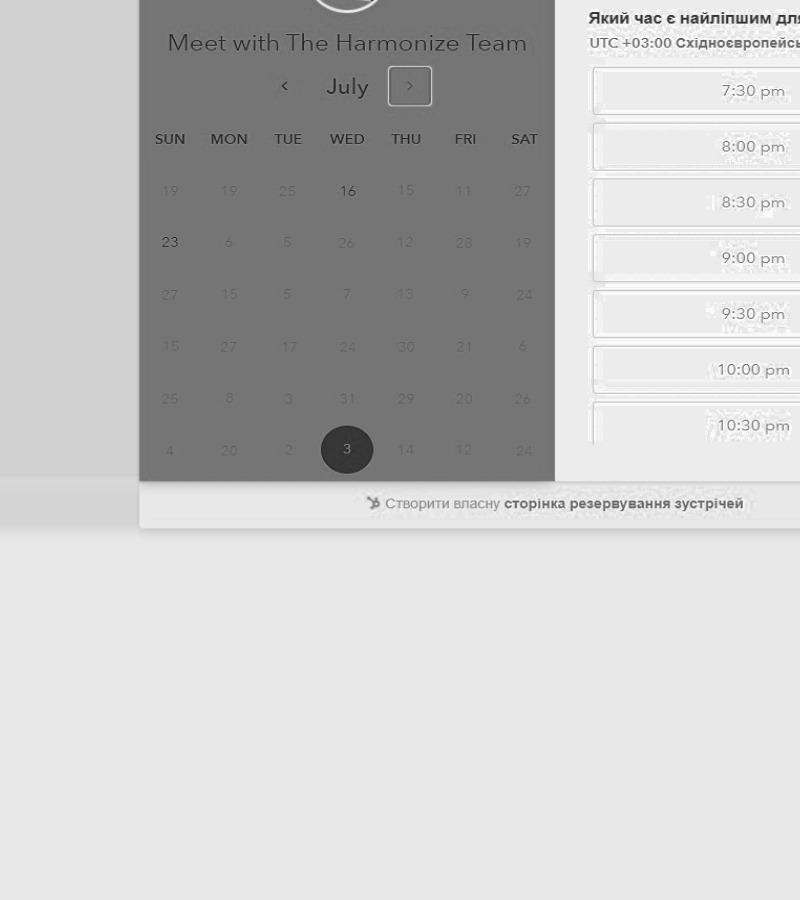 Meet with The Harmonize Team
July
SUN MON TUE WED THU FRI SAT
19 19 25 16 15 11 27
23 6 5 26 12 28 19
27 15 5 7 13 9 24
15 27 17 24 30 21 6
25 8 3 31 29 20 26
4 20 2 3 14 12 24
Який час є найліпшим
UTC +03:00
7:30 pm
8:00 pm
8:30 pm
9:00 pm
9:30 pm
10:00 pm
10:30 pm
Створити власну сторінка резервування зустрічей